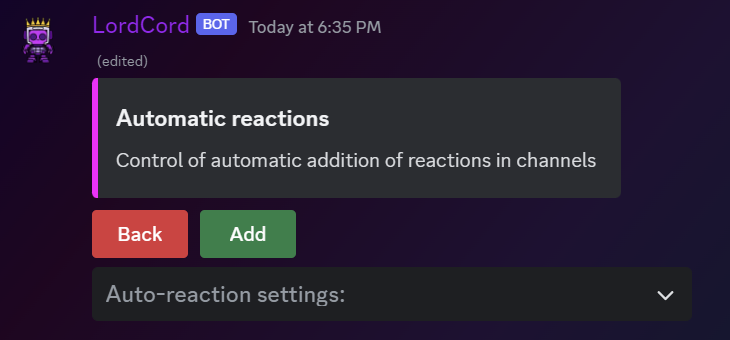 LordCord BOT Today at 6:35 PM
(edited)
Automatic reactions
Control of automatic addition of reactions in channels
Back Add
Auto-reaction settings: